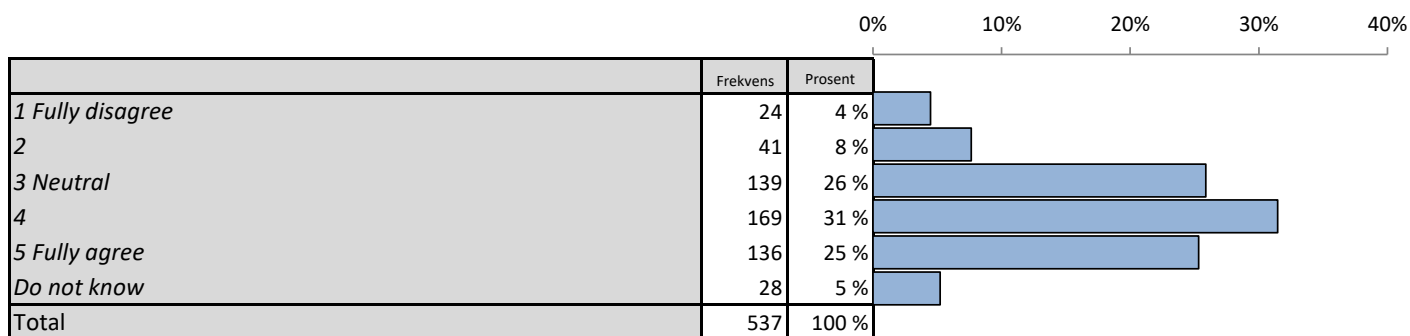 0% 10% 20% 30% 40%
Frekvens Prosent
1 Fully disagree 24 4 %
2 41 8 %
3 Neutral 139 26 %
4 169 31 %
5 Fully agree 136 25 %
Do not know 28 5 %
Total 537 100 %